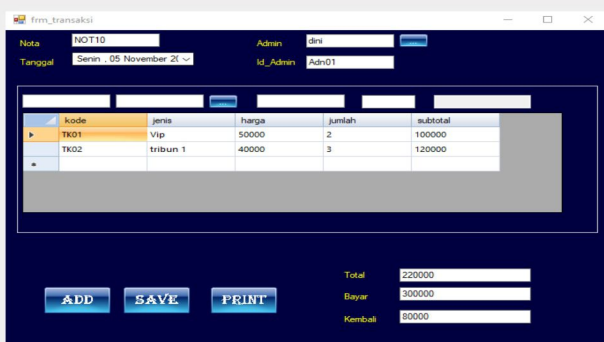 frm_transaksi
Nota NOT10 Admin dini
Tanggal Senin , 05 November 2( Id_Admin Adn01
kode jenis harga jumlah subtotal
TK01 Vip 50000 2 100000
TK02 tribun 1 40000 3 120000
Total 220000
ADD SAVE PRINT Bayar 300000
Kembali 80000